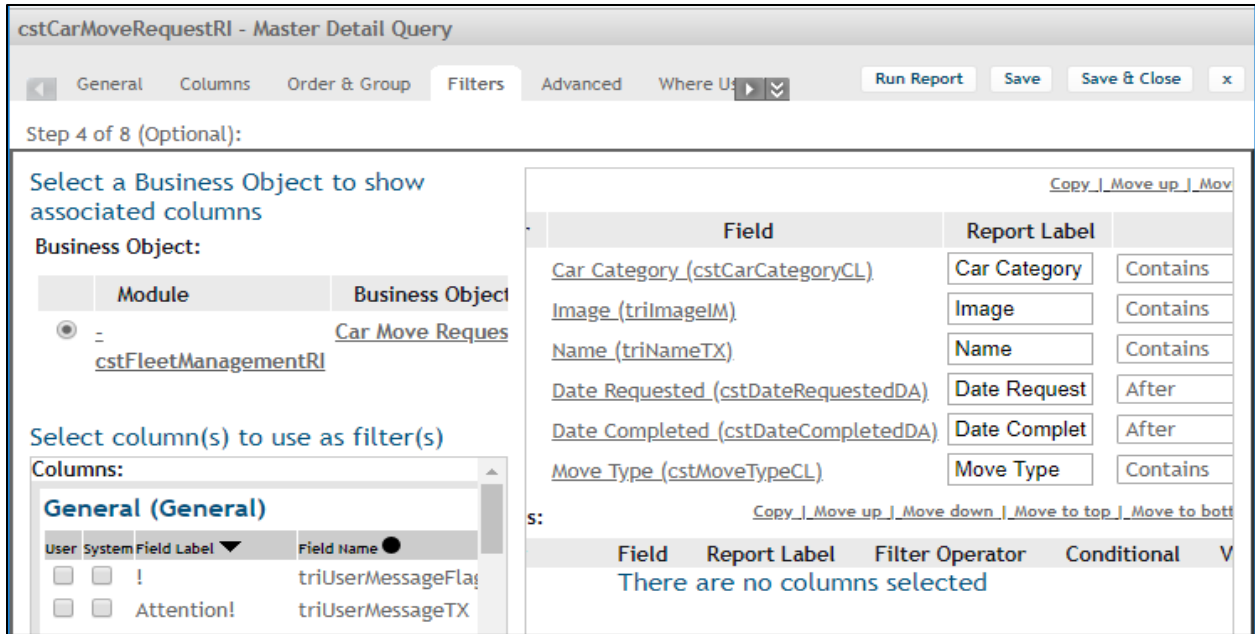 cstCarMoveRequestRI - Master Detail Query
General Columns Order & Group Filters Advanced Where Us Run Report Save Save & Close x
Step 4 of 8 (Optional):
Select a Business Object to show
associated columns
Business Object:
Module Business Object
-
cstFleetManagementRI
Car Move Reques
Select column(s) to use as filter(s)
Columns:
General (General)
User System Field Label Field Name
! triUserMessageFlag
Attention! triUserMessageTX
Copy | Move up | Mov
Field Report Label
Car Category (cstCarCategoryCL) Car Category Contains
Image (triImageIM) Image Contains
Name (triNameTX) Name Contains
Date Requested (cstDateRequestedDA) Date Request After
Date Completed (cstDateCompletedDA) Date Complet After
Move Type (cstMoveTypeCL) Move Type Contains
s: Copy | Move up | Move down | Move to top | Move to bott
Field Report Label Filter Operator Conditional V
There are no columns selected